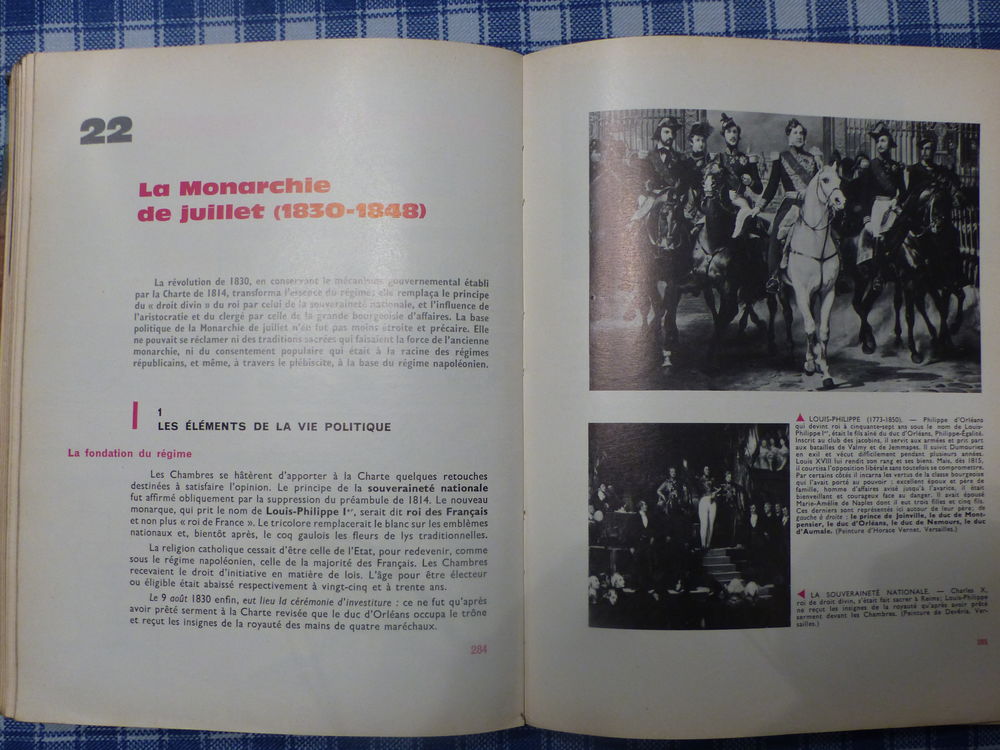 22
La Monarchie
de juillet (1830-1848)
La révolution de 1830, en conservant le mécanisme gouvernemental établi
par la Charte de 1814, transforma l'essence du régime : elle remplaça le principe
du « droit divin » du roi par celui de la souveraineté nationale, et l'influence de
l'aristocratie et du clergé par celle de la grande bourgeoisie d'affaires. La base
politique de la Monarchie de juillet n'en fut pas moins étroite et précaire. Elle
ne pouvait se réclamer ni des traditions sacrées qui faisaient la force de l'ancienne
monarchie, ni du consentement populaire qui était à la racine des régimes
républicains, et même, à travers le plébiscite, à la base du régime napoléonien.
1
LES ÉLÉMENTS DE LA VIE POLITIQUE
La fondation du régime
Les Chambres se hâtèrent d'apporter à la Charte quelques retouches
destinées à satisfaire l'opinion. Le principe de la souveraineté nationale
fut affirmé obliquement par la suppression du préambule de 1814. Le nouveau
monarque, qui prit le nom de Louis-Philippe Ier, serait dit roi des Français
et non plus « roi de France ». Le tricolore remplacerait le blanc sur les emblèmes
nationaux et, bientôt après, le coq gaulois les fleurs de lys traditionnelles.
La religion catholique cessait d'être celle de l'Etat, pour redevenir, comme
sous le régime napoléonien, celle de la majorité des Français. Les Chambres
recevaient le droit d'initiative en matière de lois. L'âge pour être électeur
ou éligible était abaissé respectivement à vingt-cinq et à trente ans.
Le 9 août 1830 enfin, eut lieu la cérémonie d'investiture : ce ne fut qu'après
avoir prêté serment à la Charte revisée que le duc d'Orléans occupa le trône
et reçut les insignes de la royauté des mains de quatre maréchaux.
284
▲ LOUIS-PHILIPPE (1773-1850). — Philippe d'Orléans
qui devint roi à cinquante-sept ans sous le nom de Louis-
Philippe Ier, était le fils aîné du duc d'Orléans, Philippe-Égalité.
Inscrit au club des jacobins, il servit aux armées et prit part
aux batailles de Valmy et de Jemmapes. Il suivit Dumouriez
en exil et vécut difficilement pendant plusieurs années.
Louis XVIII lui rendit son rang et ses biens. Mais, dès 1815,
il courtisa l'opposition libérale sans toutefois se compromettre.
Par certains côtés il incarna les vertus de la classe bourgeoise
qui l'avait porté au pouvoir : excellent époux et père de
famille, homme d'affaires avisé jusqu'à l'avarice, il était
bienveillant et courageux face au danger. Il avait épousé
Marie-Amélie de Naples dont il eut trois filles et cinq fils.
Ces derniers sont représentés ici autour de leur père; de
gauche à droite : le prince de Joinville, le duc de Mont-
pensier, le duc d'Orléans, le duc de Nemours, le duc
d'Aumale. (Peinture d'Horace Vernet, Versailles.)
◀ LA SOUVERAINETÉ NATIONALE. — Charles X,
roi de droit divin, s'était fait sacrer à Reims; Louis-Philippe
ne reçut les insignes de la royauté qu'après avoir prêté
serment devant les Chambres. (Peinture de Devéria, Ver-
sailles.)
285